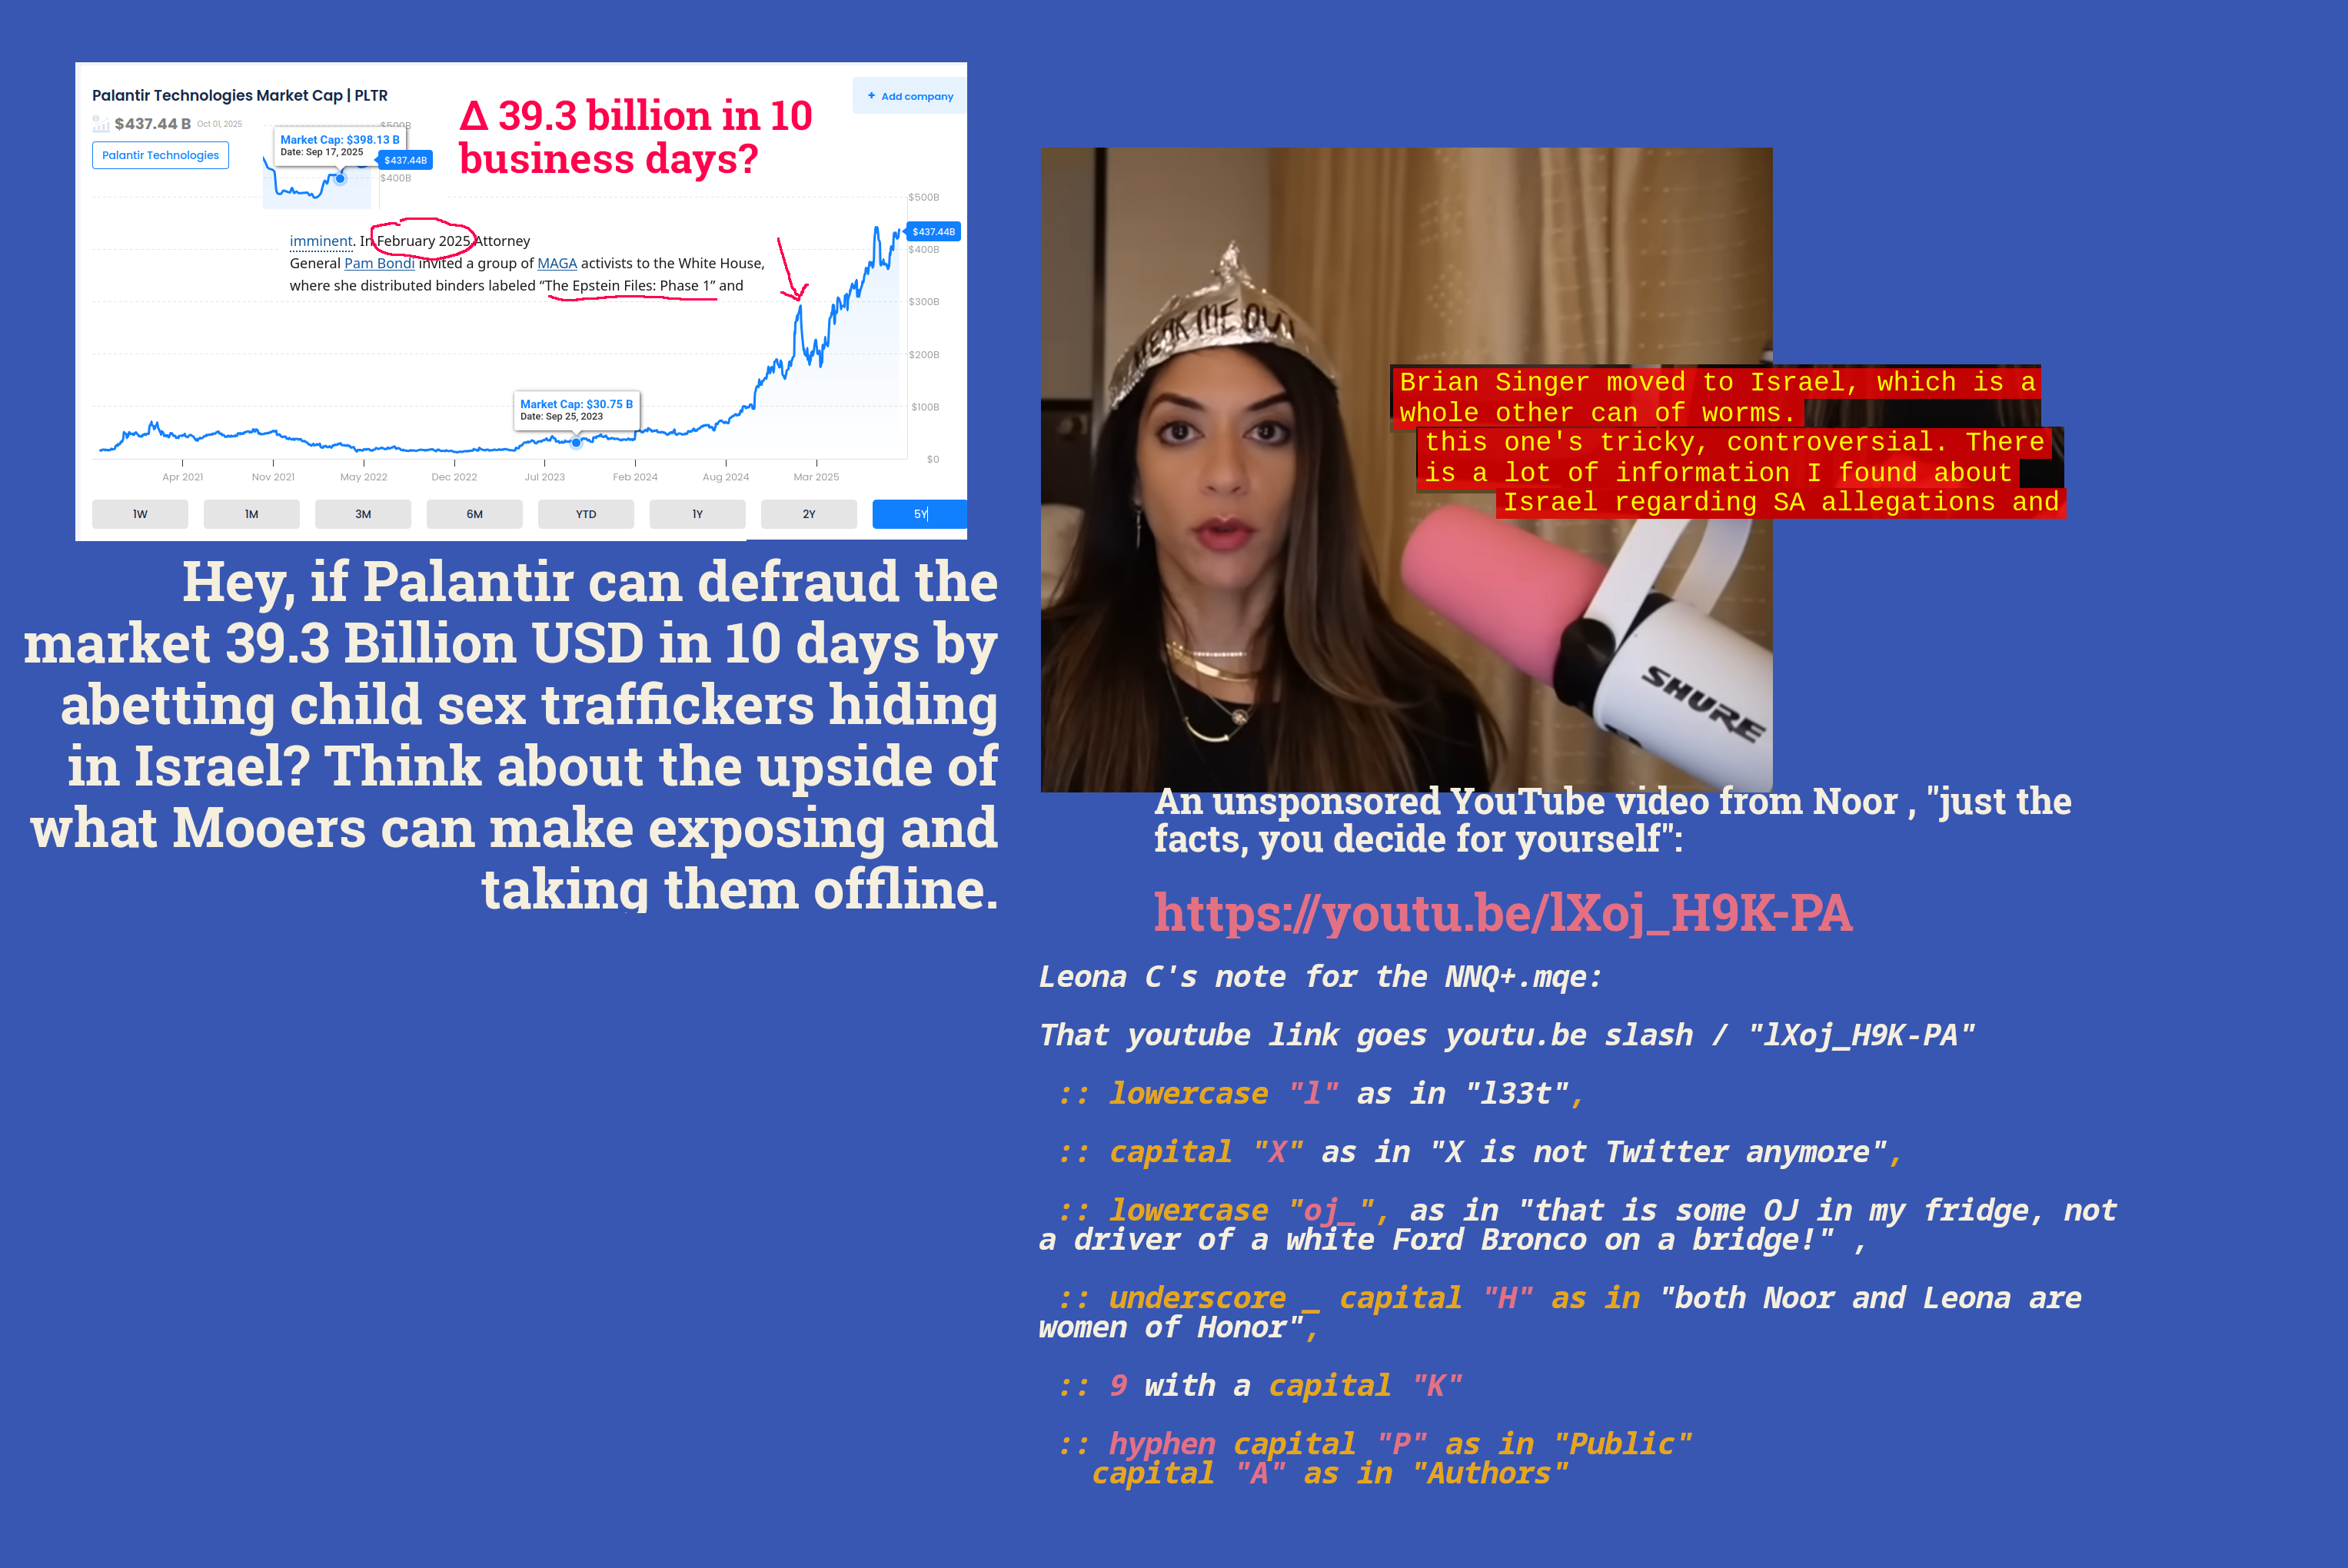 Palantir Technologies Market Cap | PLTR
$437.44 B Oct 01, 2025
Palantir Technologies
$500B
Market Cap: $398.13 B
Date: Sep 17, 2025
$437.44B
$400B
Δ 39.3 billion in 10
business days?
+ Add company
imminent. In February 2025 Attorney
General Pam Bondi invited a group of MAGA activists to the White House,
where she distributed binders labeled “The Epstein Files: Phase 1” and
$500B
$437.44B
$400B
$300B
$200B
$100B
$0
Market Cap: $30.75 B
Date: Sep 25, 2023
Apr 2021 Nov 2021 May 2022 Dec 2022 Jul 2023 Feb 2024 Aug 2024 Mar 2025
1W 1M 3M 6M YTD 1Y 2Y 5Y
Hey, if Palantir can defraud the
market 39.3 Billion USD in 10 days by
abetting child sex traffickers hiding
in Israel? Think about the upside of
what Mooers can make exposing and
taking them offline.
HEAR ME OUT
Brian Singer moved to Israel, which is a
whole other can of worms.
this one's tricky, controversial. There
is a lot of information I found about
Israel regarding SA allegations and
SHURE
An unsponsored YouTube video from Noor , "just the
facts, you decide for yourself":
https://youtu.be/lXoj_H9K-PA
Leona C's note for the NNQ+.mqe:
That youtube link goes youtu.be slash / "lXoj_H9K-PA"
:: lowercase "l" as in "l33t",
:: capital "X" as in "X is not Twitter anymore",
:: lowercase "oj_", as in "that is some OJ in my fridge, not
a driver of a white Ford Bronco on a bridge!" ,
:: underscore _ capital "H" as in "both Noor and Leona are
women of Honor",
:: 9 with a capital "K"
:: hyphen capital "P" as in "Public"
capital "A" as in "Authors"